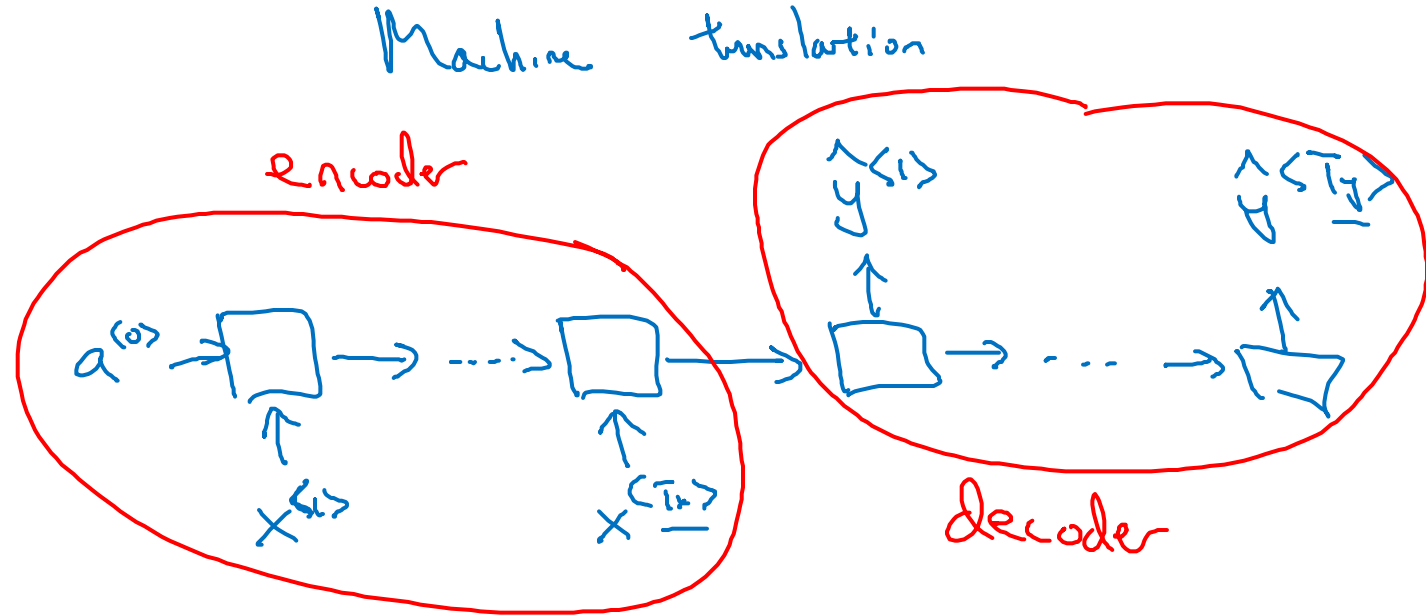 Machine translation
encoder
ŷ<1> ŷ<Ty>
a<0>
x<1> x<Tx>
decoder